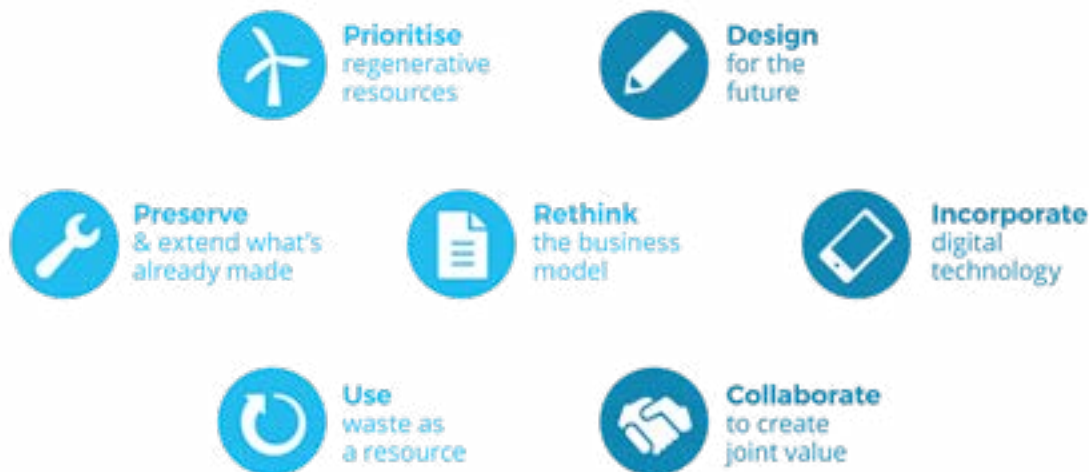 Prioritise
regenerative
resources
Design
for the
future
Preserve
& extend what's
already made
Rethink
the business
model
Incorporate
digital
technology
Use
waste as
a resource
Collaborate
to create
joint value